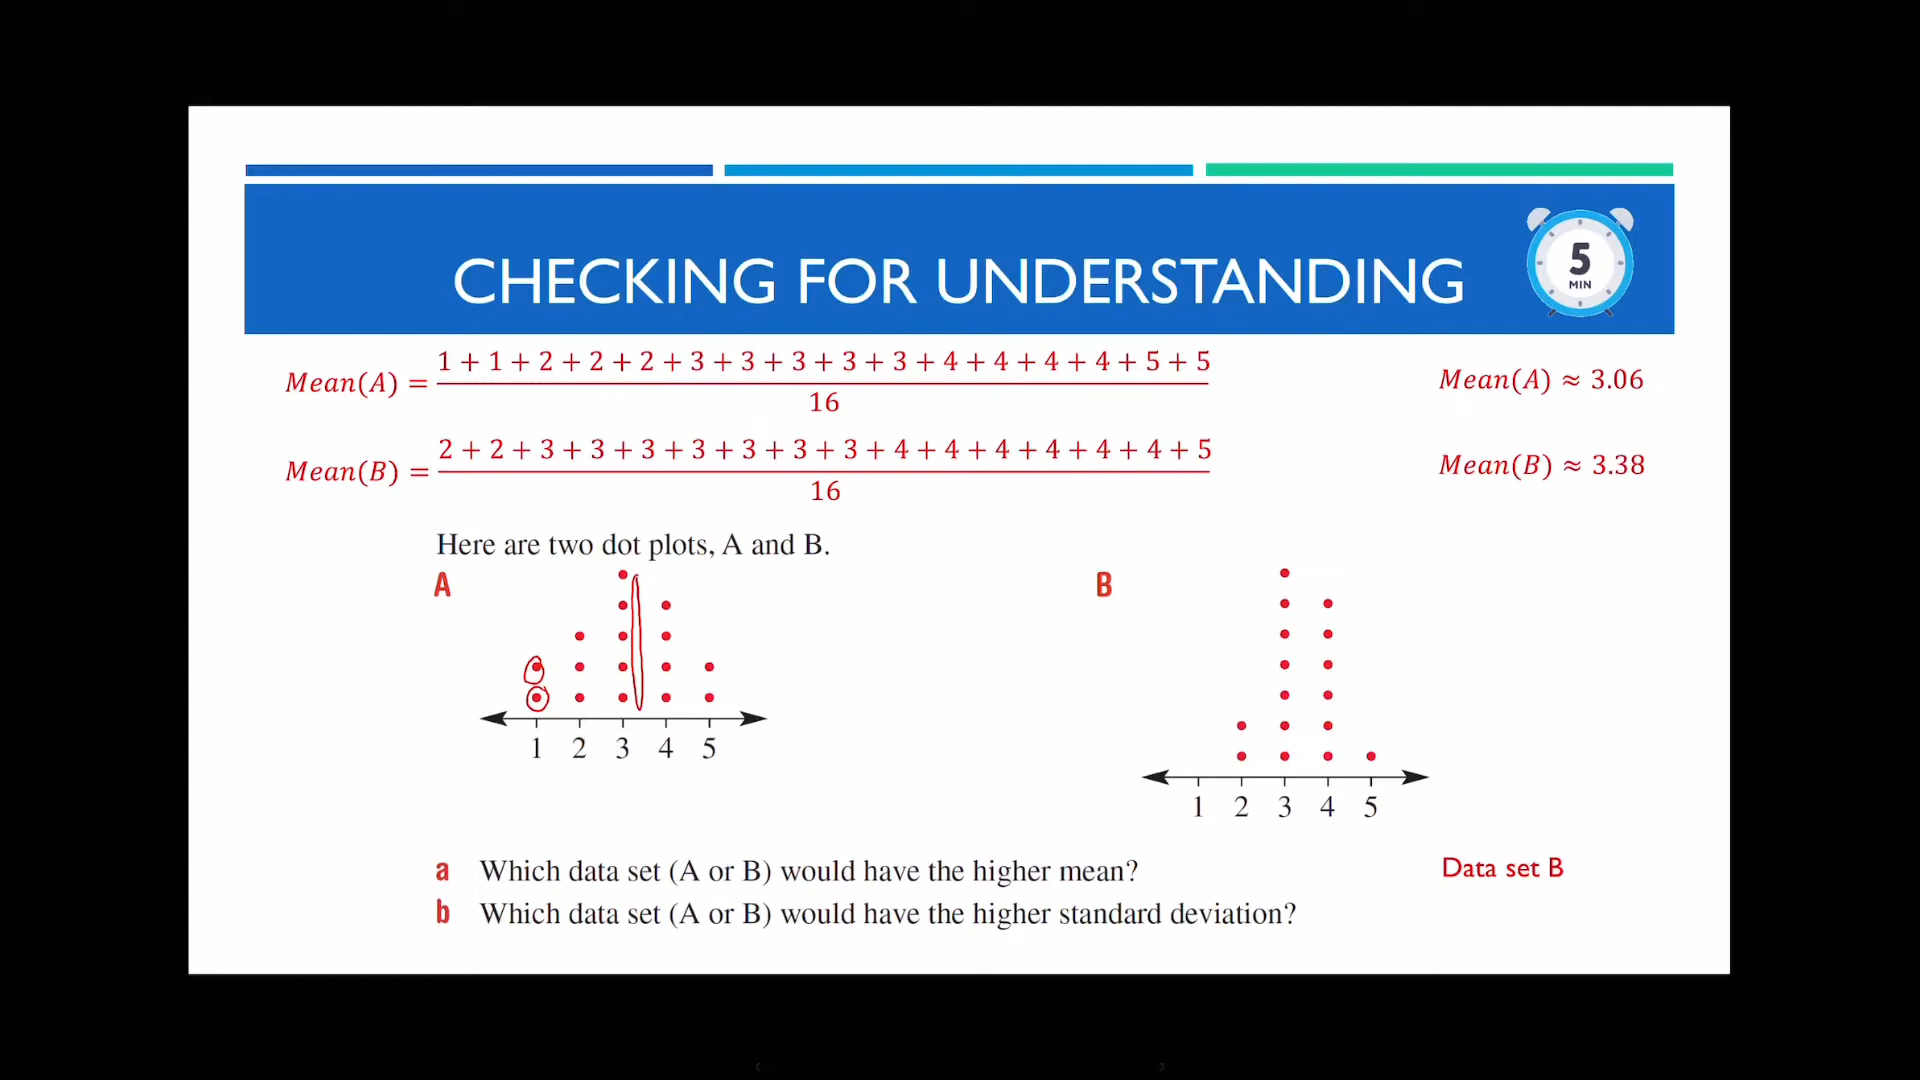 5
MIN
CHECKING FOR UNDERSTANDING
Mean(A) = 1 + 1 + 2 + 2 + 2 + 3 + 3 + 3 + 3 + 3 + 4 + 4 + 4 + 4 + 5 + 5
16
Mean(A) ≈ 3.06
Mean(B) = 2 + 2 + 3 + 3 + 3 + 3 + 3 + 3 + 3 + 4 + 4 + 4 + 4 + 4 + 4 + 5
16
Mean(B) ≈ 3.38
Here are two dot plots, A and B.
A
1 2 3 4 5
B
1 2 3 4 5
a Which data set (A or B) would have the higher mean?
Data set B
b Which data set (A or B) would have the higher standard deviation?